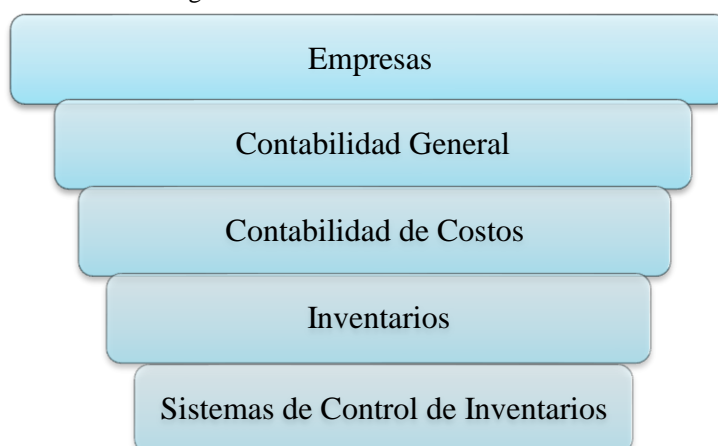 Empresas
Contabilidad General
Contabilidad de Costos
Inventarios
Sistemas de Control de Inventarios